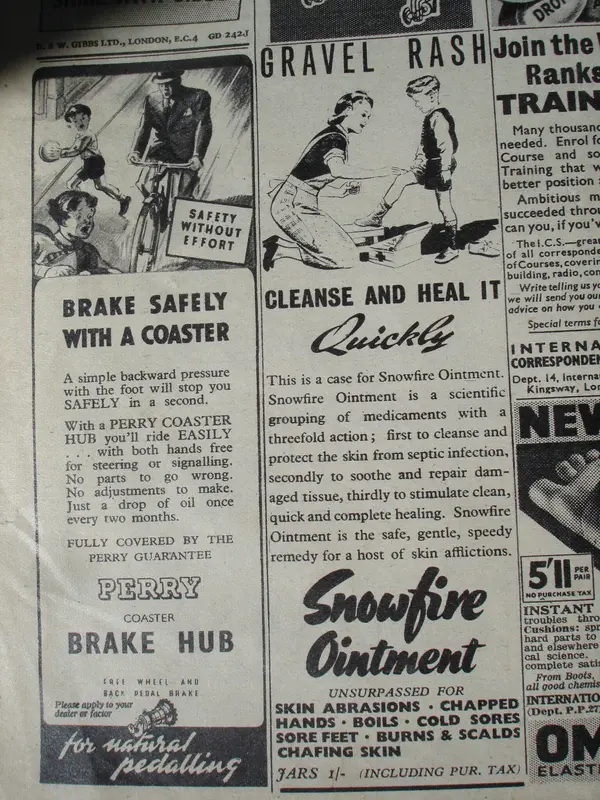 D. & W. GIBBS LTD., LONDON, E.C.4 GD 242J
SAFETY
WITHOUT
EFFORT
BRAKE SAFELY
WITH A COASTER
A simple backward pressure
with the foot will stop you
SAFELY in a second.
With a PERRY COASTER
HUB you'll ride EASILY
. . . with both hands free
for steering or signalling.
No parts to go wrong.
No adjustments to make.
Just a drop of oil once
every two months.
FULLY COVERED BY THE
PERRY GUARANTEE
PERRY
COASTER
BRAKE HUB
FREE WHEEL AND
BACK PEDAL BRAKE
Please apply to your
dealer or factor
for natural
pedalling
GRAVEL RASH
CLEANSE AND HEAL IT
Quickly
This is a case for Snowfire Ointment.
Snowfire Ointment is a scientific
grouping of medicaments with a
threefold action; first to cleanse and
protect the skin from septic infection,
secondly to soothe and repair dam-
aged tissue, thirdly to stimulate clean,
quick and complete healing. Snowfire
Ointment is the safe, gentle, speedy
remedy for a host of skin afflictions.
Snowfire
Ointment
UNSURPASSED FOR
SKIN ABRASIONS · CHAPPED
HANDS · BOILS · COLD SORES
SORE FEET · BURNS & SCALDS
CHAFING SKIN
JARS 1/- (INCLUDING PUR. TAX)
DRO
Join the
Ranks
TRAIN
Many thousan
needed. Enrol fo
Course and so
Training that w
better position
Ambitious m
succeeded throu
can you, if you'v
The I.C.S.—grea
of all corresponde
of Courses, coverin
building, radio, com
Write telling us yo
we will send you our
advice on how you
Special terms fo
INTERNA
CORRESPONDEN
Dept. 14, Interna
Kingsway, Lon
NEW
5'11 PER
PAIR
NO PURCHASE TAX
INSTANT
troubles thro
Cushions: spr
hard parts to
and elsewhere
cal science.
complete satis
From Boots,
all good chemis
INTERNATIO
(Dept. P.P.27
OM
ELAST